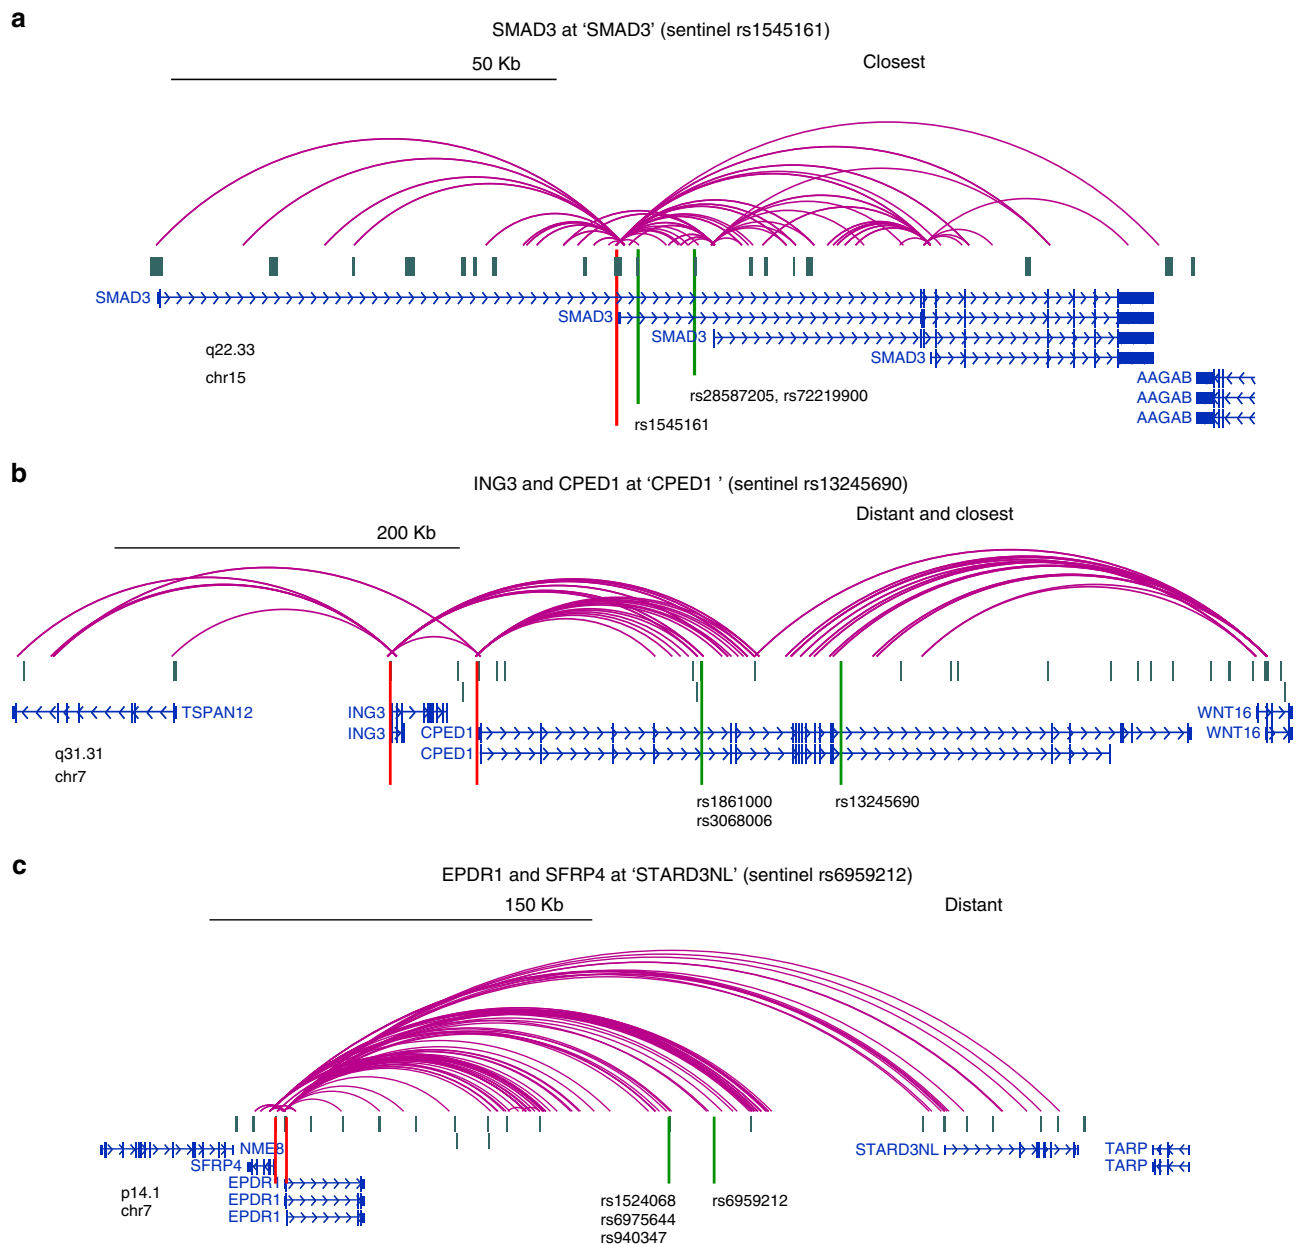 a
SMAD3 at ‘SMAD3’ (sentinel rs1545161)
50 Kb
Closest
SMAD3
SMAD3
SMAD3
SMAD3
q22.33
chr15
AAGAB
AAGAB
AAGAB
rs28587205, rs72219900
rs1545161
b
ING3 and CPED1 at ‘CPED1 ’ (sentinel rs13245690)
Distant and closest
200 Kb
TSPAN12
ING3
WNT16
ING3
CPED1
WNT16
CPED1
q31.31
chr7
rs1861000
rs3068006
rs13245690
c
EPDR1 and SFRP4 at ‘STARD3NL’ (sentinel rs6959212)
150 Kb
Distant
NME8
STARD3NL
TARP
SFRP4
TARP
EPDR1
EPDR1
EPDR1
p14.1
chr7
rs1524068
rs6975644
rs940347
rs6959212